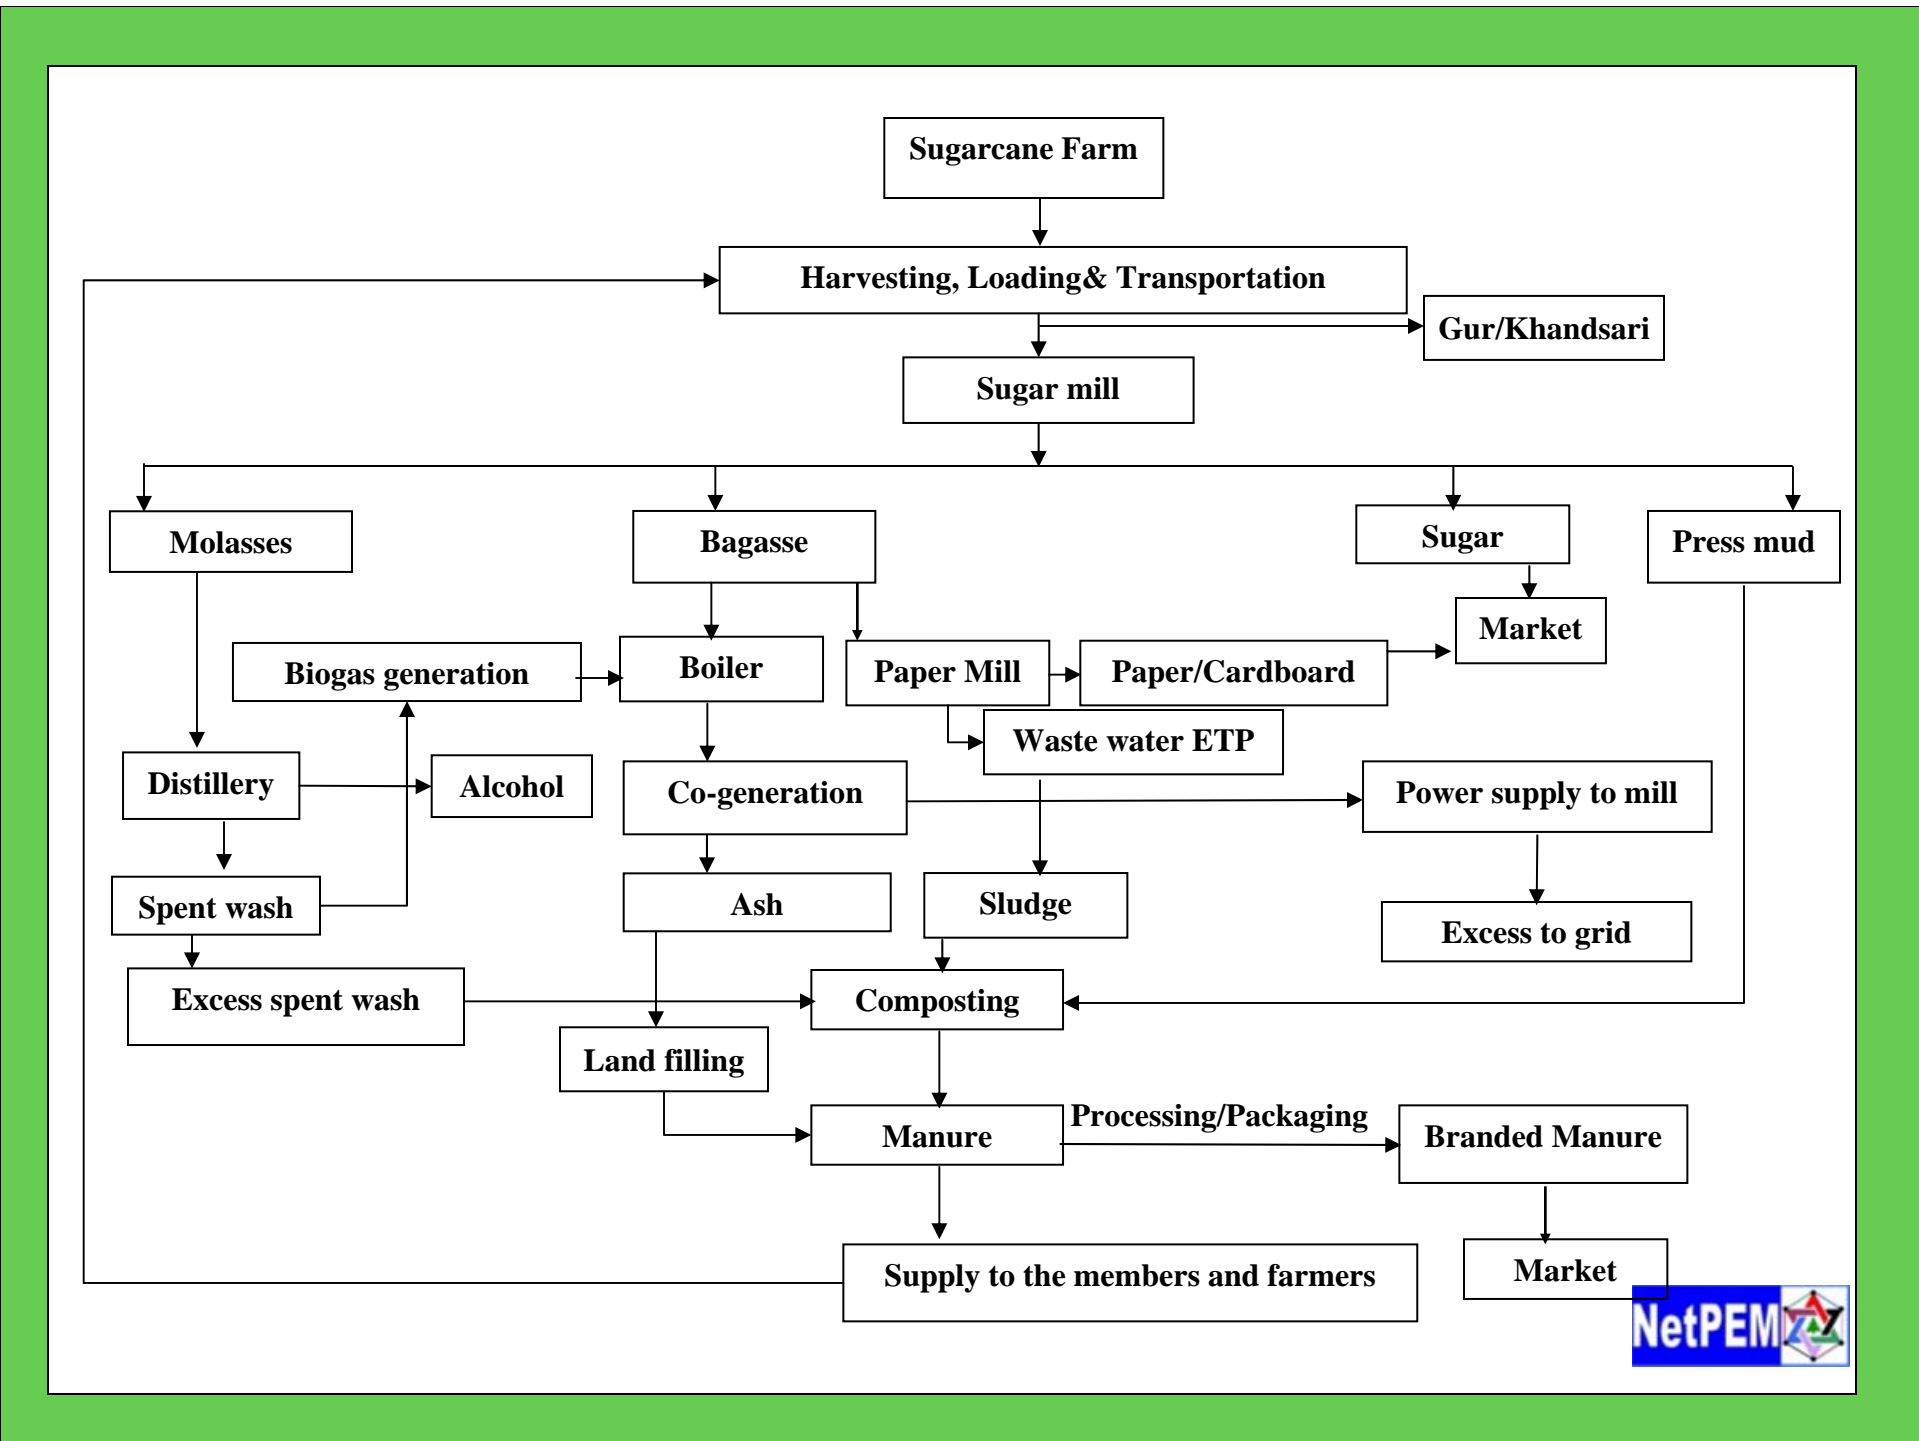 Sugarcane Farm
Harvesting, Loading& Transportation
Gur/Khandsari
Sugar mill
Molasses
Bagasse
Sugar
Press mud
Market
Biogas generation
Boiler
Paper Mill
Paper/Cardboard
Waste water ETP
Distillery
Alcohol
Co-generation
Power supply to mill
Spent wash
Ash
Sludge
Excess to grid
Excess spent wash
Composting
Land filling
Processing/Packaging
Manure
Branded Manure
Supply to the members and farmers
Market
NetPEM